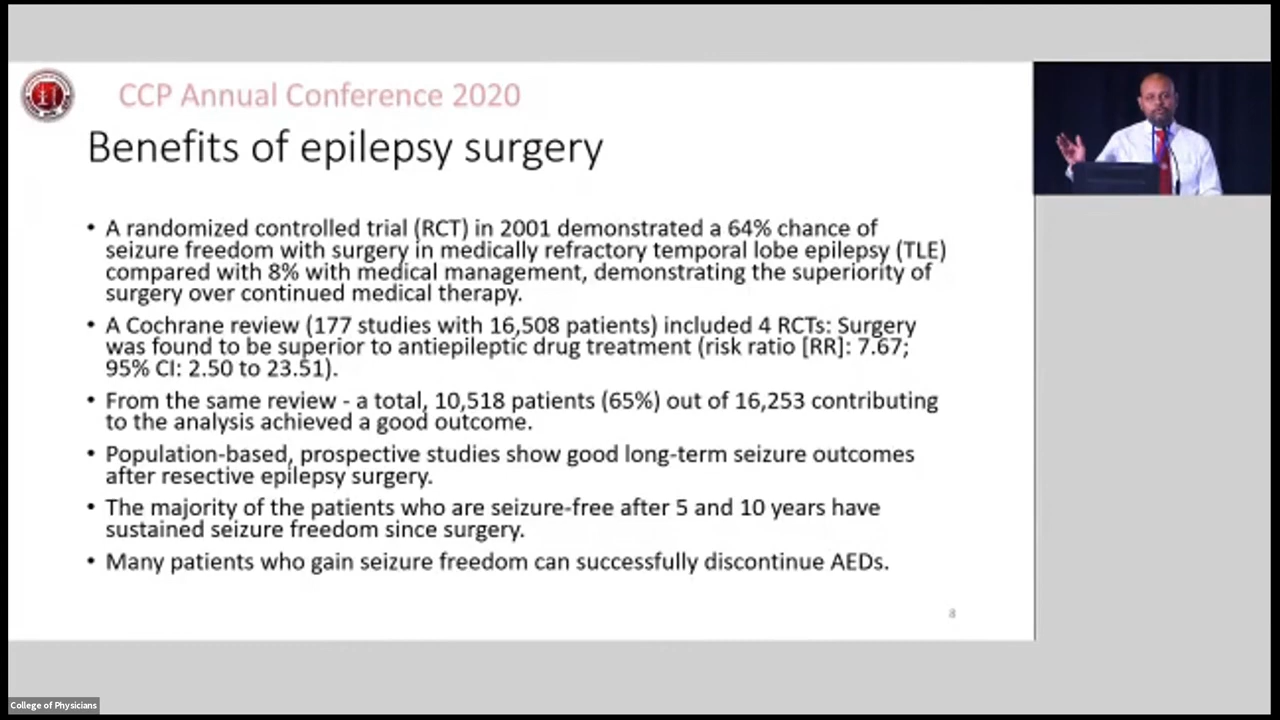 CCP Annual Conference 2020
Benefits of epilepsy surgery
• A randomized controlled trial (RCT) in 2001 demonstrated a 64% chance of
seizure freedom with surgery in medically refractory temporal lobe epilepsy (TLE)
compared with 8% with medical management, demonstrating the superiority of
surgery over continued medical therapy.
• A Cochrane review (177 studies with 16,508 patients) included 4 RCTs: Surgery
was found to be superior to antiepileptic drug treatment (risk ratio [RR]: 7.67;
95% CI: 2.50 to 23.51).
• From the same review - a total, 10,518 patients (65%) out of 16,253 contributing
to the analysis achieved a good outcome.
• Population-based, prospective studies show good long-term seizure outcomes
after resective epilepsy surgery.
• The majority of the patients who are seizure-free after 5 and 10 years have
sustained seizure freedom since surgery.
• Many patients who gain seizure freedom can successfully discontinue AEDs.
8
College of Physicians